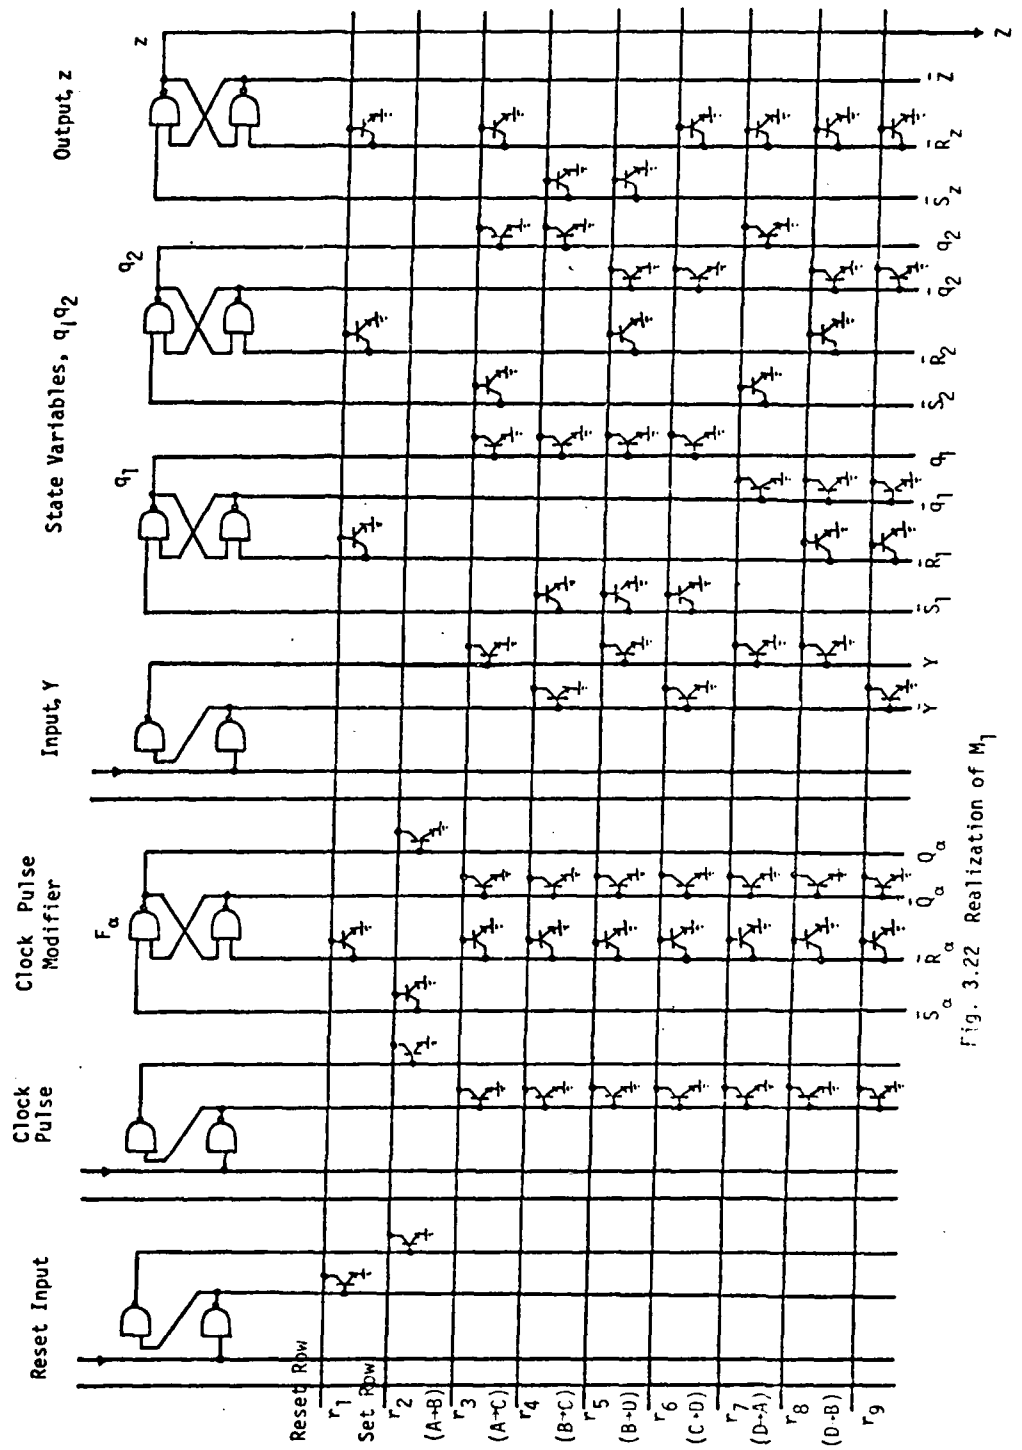 Reset Input
Clock
Pulse
Clock Pulse
Modifier
Input, Y
State Variables, q₁q₂
Output, z
Fα
q₁
q₂
z
Reset Row
r₁
Set Row
r₂
(A→B)
r₃
(A→C)
r₄
(B→C)
r₅
(B→D)
r₆
(C→D)
r₇
(D→A)
r₈
(D→B)
r₉
S̄α R̄α Q̄α Qα Ȳ Y S̄₁ R̄₁ q̄₁ q₁ S̄₂ R̄₂ q̄₂ q₂ S̄z R̄z z̄ Z
Fig. 3.22 Realization of M₁